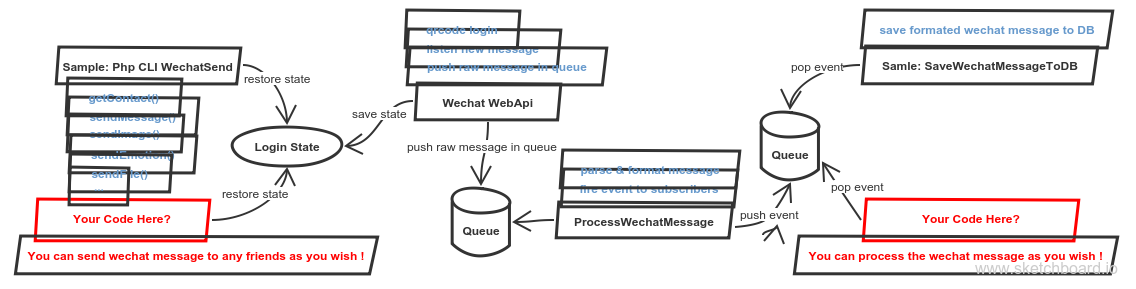 Sample: Php CLI WechatSend
getContact()
sendMessage()
sendImage()
sendEmotion()
sendFile()
...
Your Code Here?
You can send wechat message to any friends as you wish !
restore state
Login State
restore state
save state
qrcode login
listen new message
push raw message in queue
Wechat WebApi
push raw message in queue
Queue
parse & format message
fire event to subscribers
ProcessWechatMessage
push event
Queue
pop event
save formated wechat message to DB
Samle: SaveWechatMessageToDB
pop event
Your Code Here?
You can process the wechat message as you wish !
www.sketchboard.io